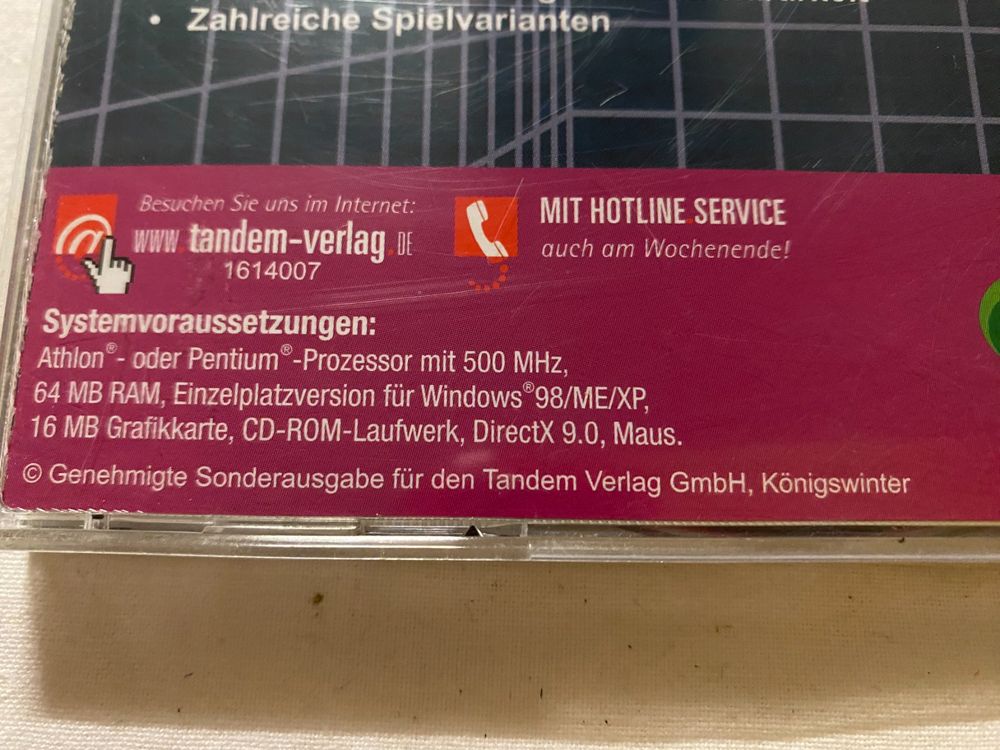 • Zahlreiche Spielvarianten
Besuchen Sie uns im Internet:
www.tandem-verlag.DE
1614007
MIT HOTLINE SERVICE
auch am Wochenende!
Systemvoraussetzungen:
Athlon®- oder Pentium®-Prozessor mit 500 MHz,
64 MB RAM, Einzelplatzversion für Windows®98/ME/XP,
16 MB Grafikkarte, CD-ROM-Laufwerk, DirectX 9.0, Maus.
© Genehmigte Sonderausgabe für den Tandem Verlag GmbH, Königswinter